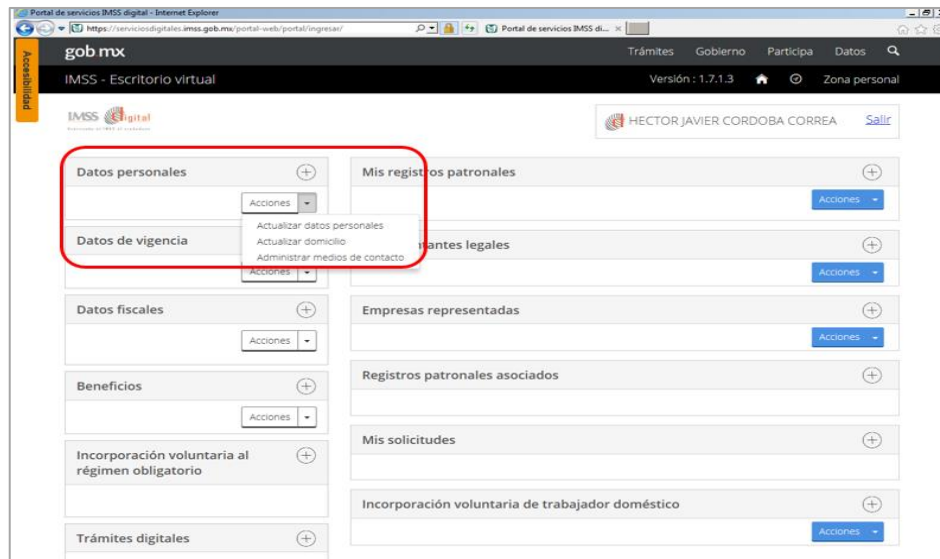 Portal de servicios IMSS digital - Internet Explorer
https://serviciosdigitales.imss.gob.mx/portal-web/portal/ingresar/
Portal de servicios IMSS di...
Accesibilidad
gob mx
Trámites Gobierno Participa Datos
IMSS - Escritorio virtual
Versión : 1.7.1.3 Zona personal
IMSS digital
HECTOR JAVIER CORDOBA CORREA Salir
Datos personales
Acciones
Actualizar datos personales
Actualizar domicilio
Administrar medios de contacto
Datos de vigencia
Acciones
Datos fiscales
Acciones
Beneficios
Acciones
Incorporación voluntaria al
régimen obligatorio
Trámites digitales
Mis registros patronales
Acciones
ntantes legales
Acciones
Empresas representadas
Acciones
Registros patronales asociados
Mis solicitudes
Incorporación voluntaria de trabajador doméstico
Acciones